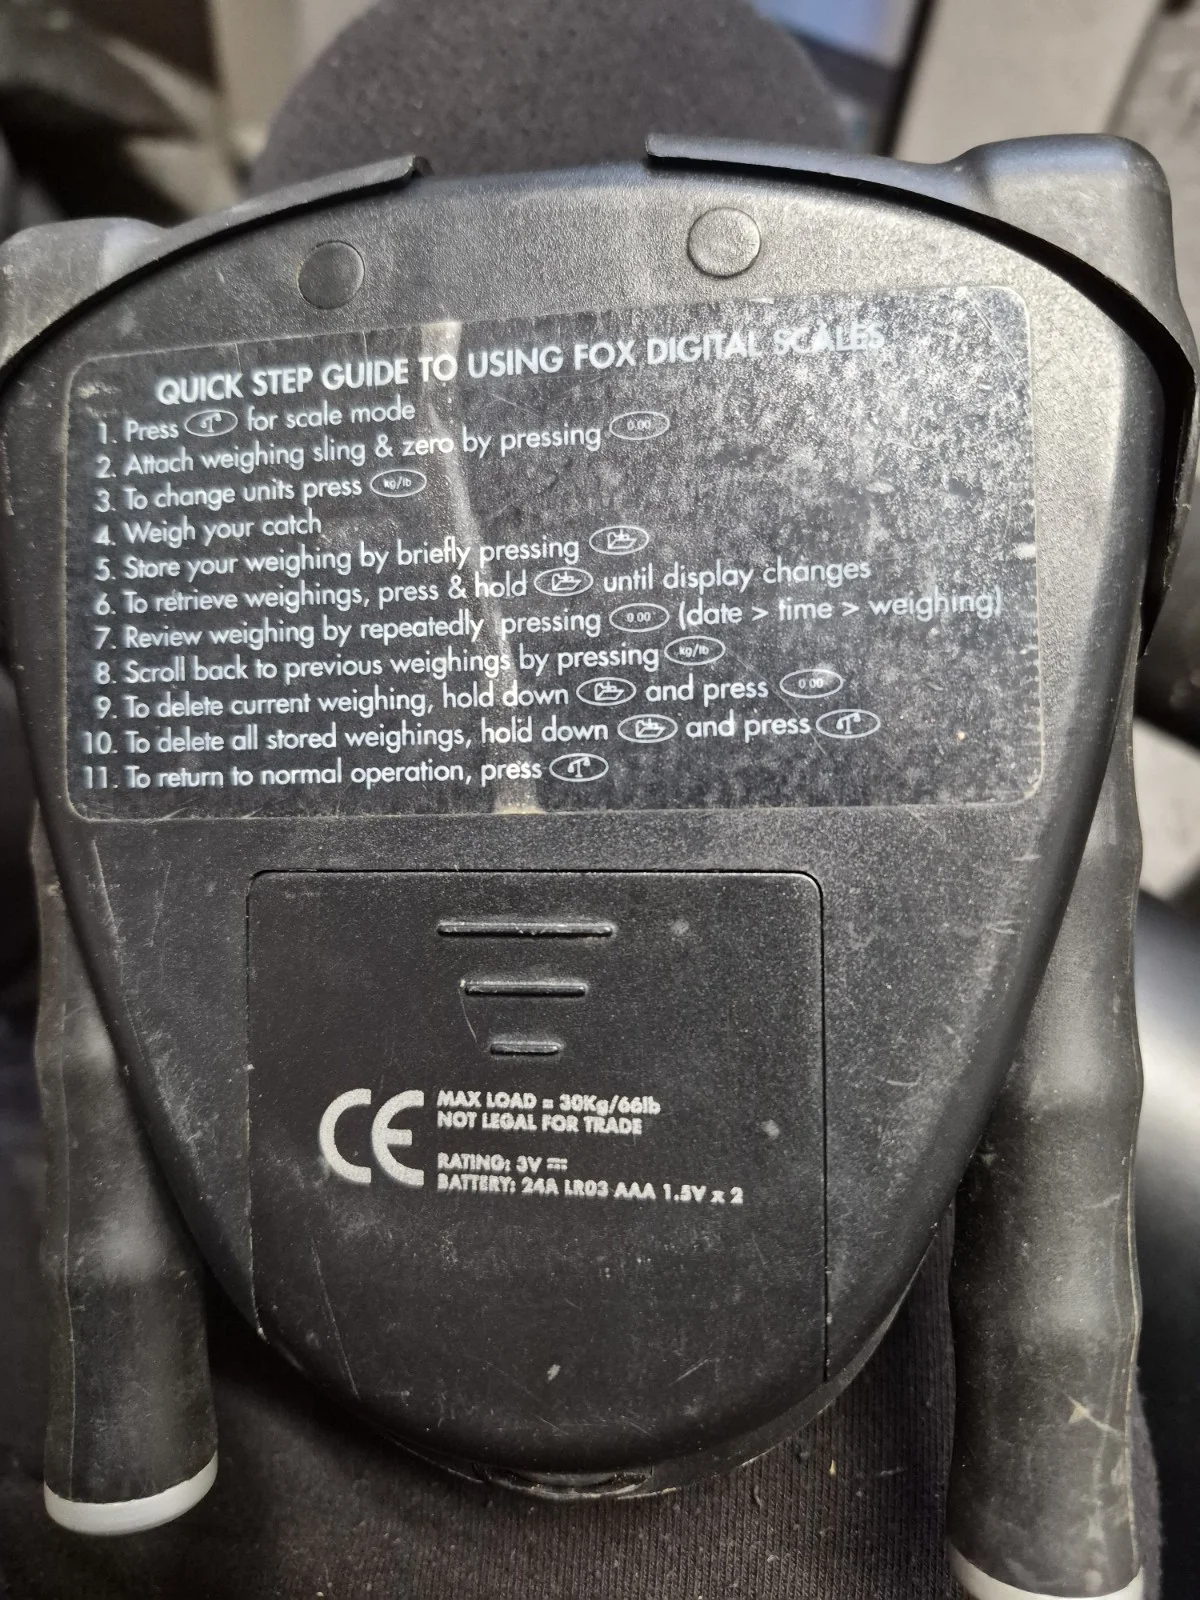 QUICK STEP GUIDE TO USING FOX DIGITAL SCALES
1. Press for scale mode
2. Attach weighing sling & zero by pressing 0.00
3. To change units press kg/lb
4. Weigh your catch
5. Store your weighing by briefly pressing
6. To retrieve weighings, press & hold until display changes
7. Review weighing by repeatedly pressing 0 00 (date > time > weighing)
8. Scroll back to previous weighings by pressing kg/lb
9. To delete current weighing, hold down and press 0 00
10. To delete all stored weighings, hold down and press
11. To return to normal operation, press
CE
MAX LOAD = 30Kg/66lb
NOT LEGAL FOR TRADE
RATING: 3V ⎓
BATTERY: 24A LR03 AAA 1.5V x 2